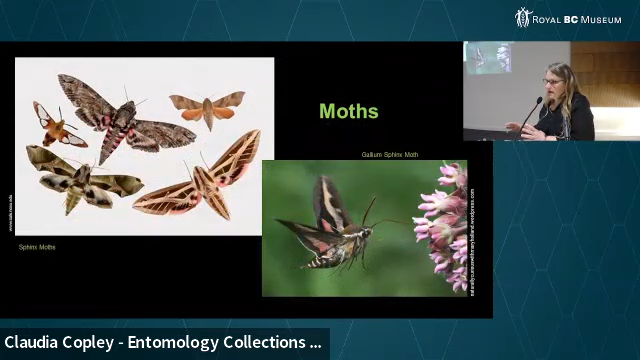 ROYAL BC MUSEUM
Moths
Gallium Sphinx Moth
Sphinx Moths
Claudia Copley - Entomology Collections ...